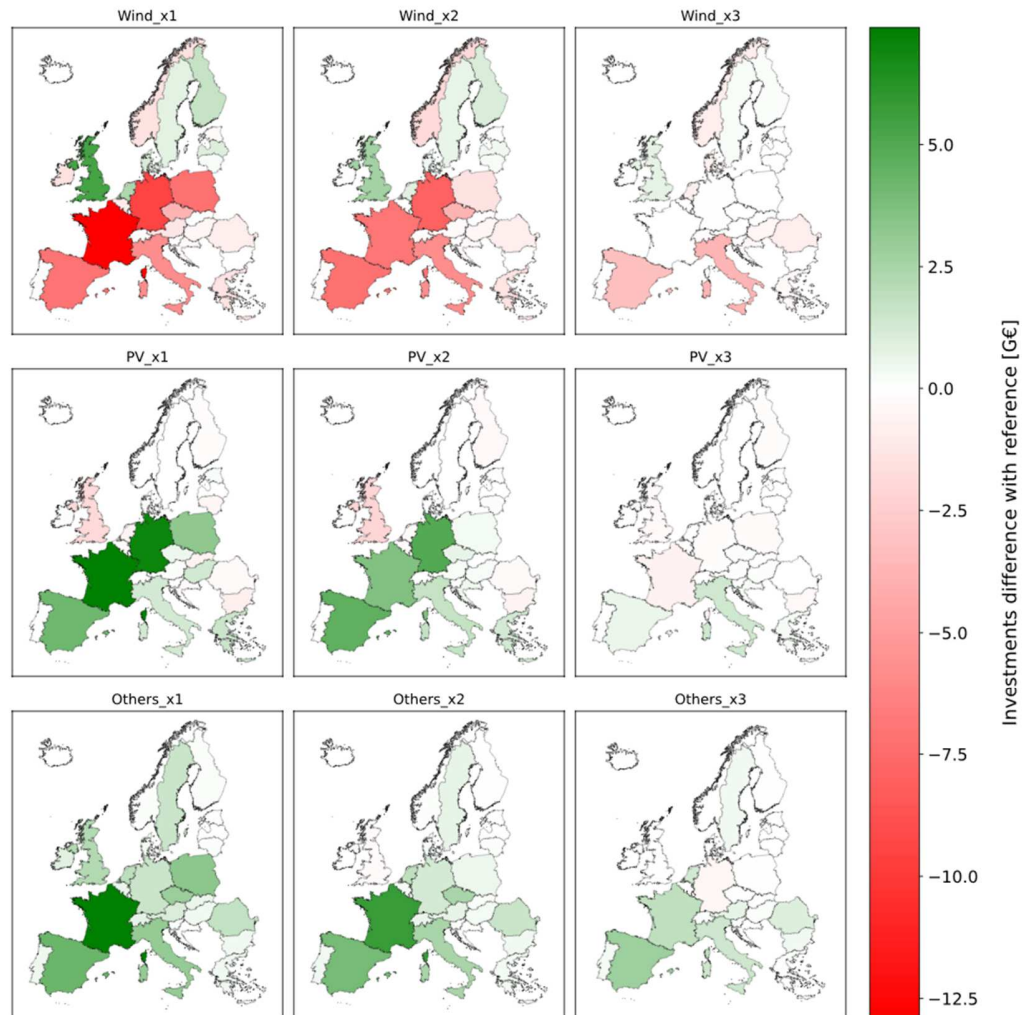 Wind_x1
Wind_x2
Wind_x3
PV_x1
PV_x2
PV_x3
Others_x1
Others_x2
Others_x3
5.0
2.5
0.0
−2.5
−5.0
−7.5
−10.0
−12.5
Investments difference with reference [G€]